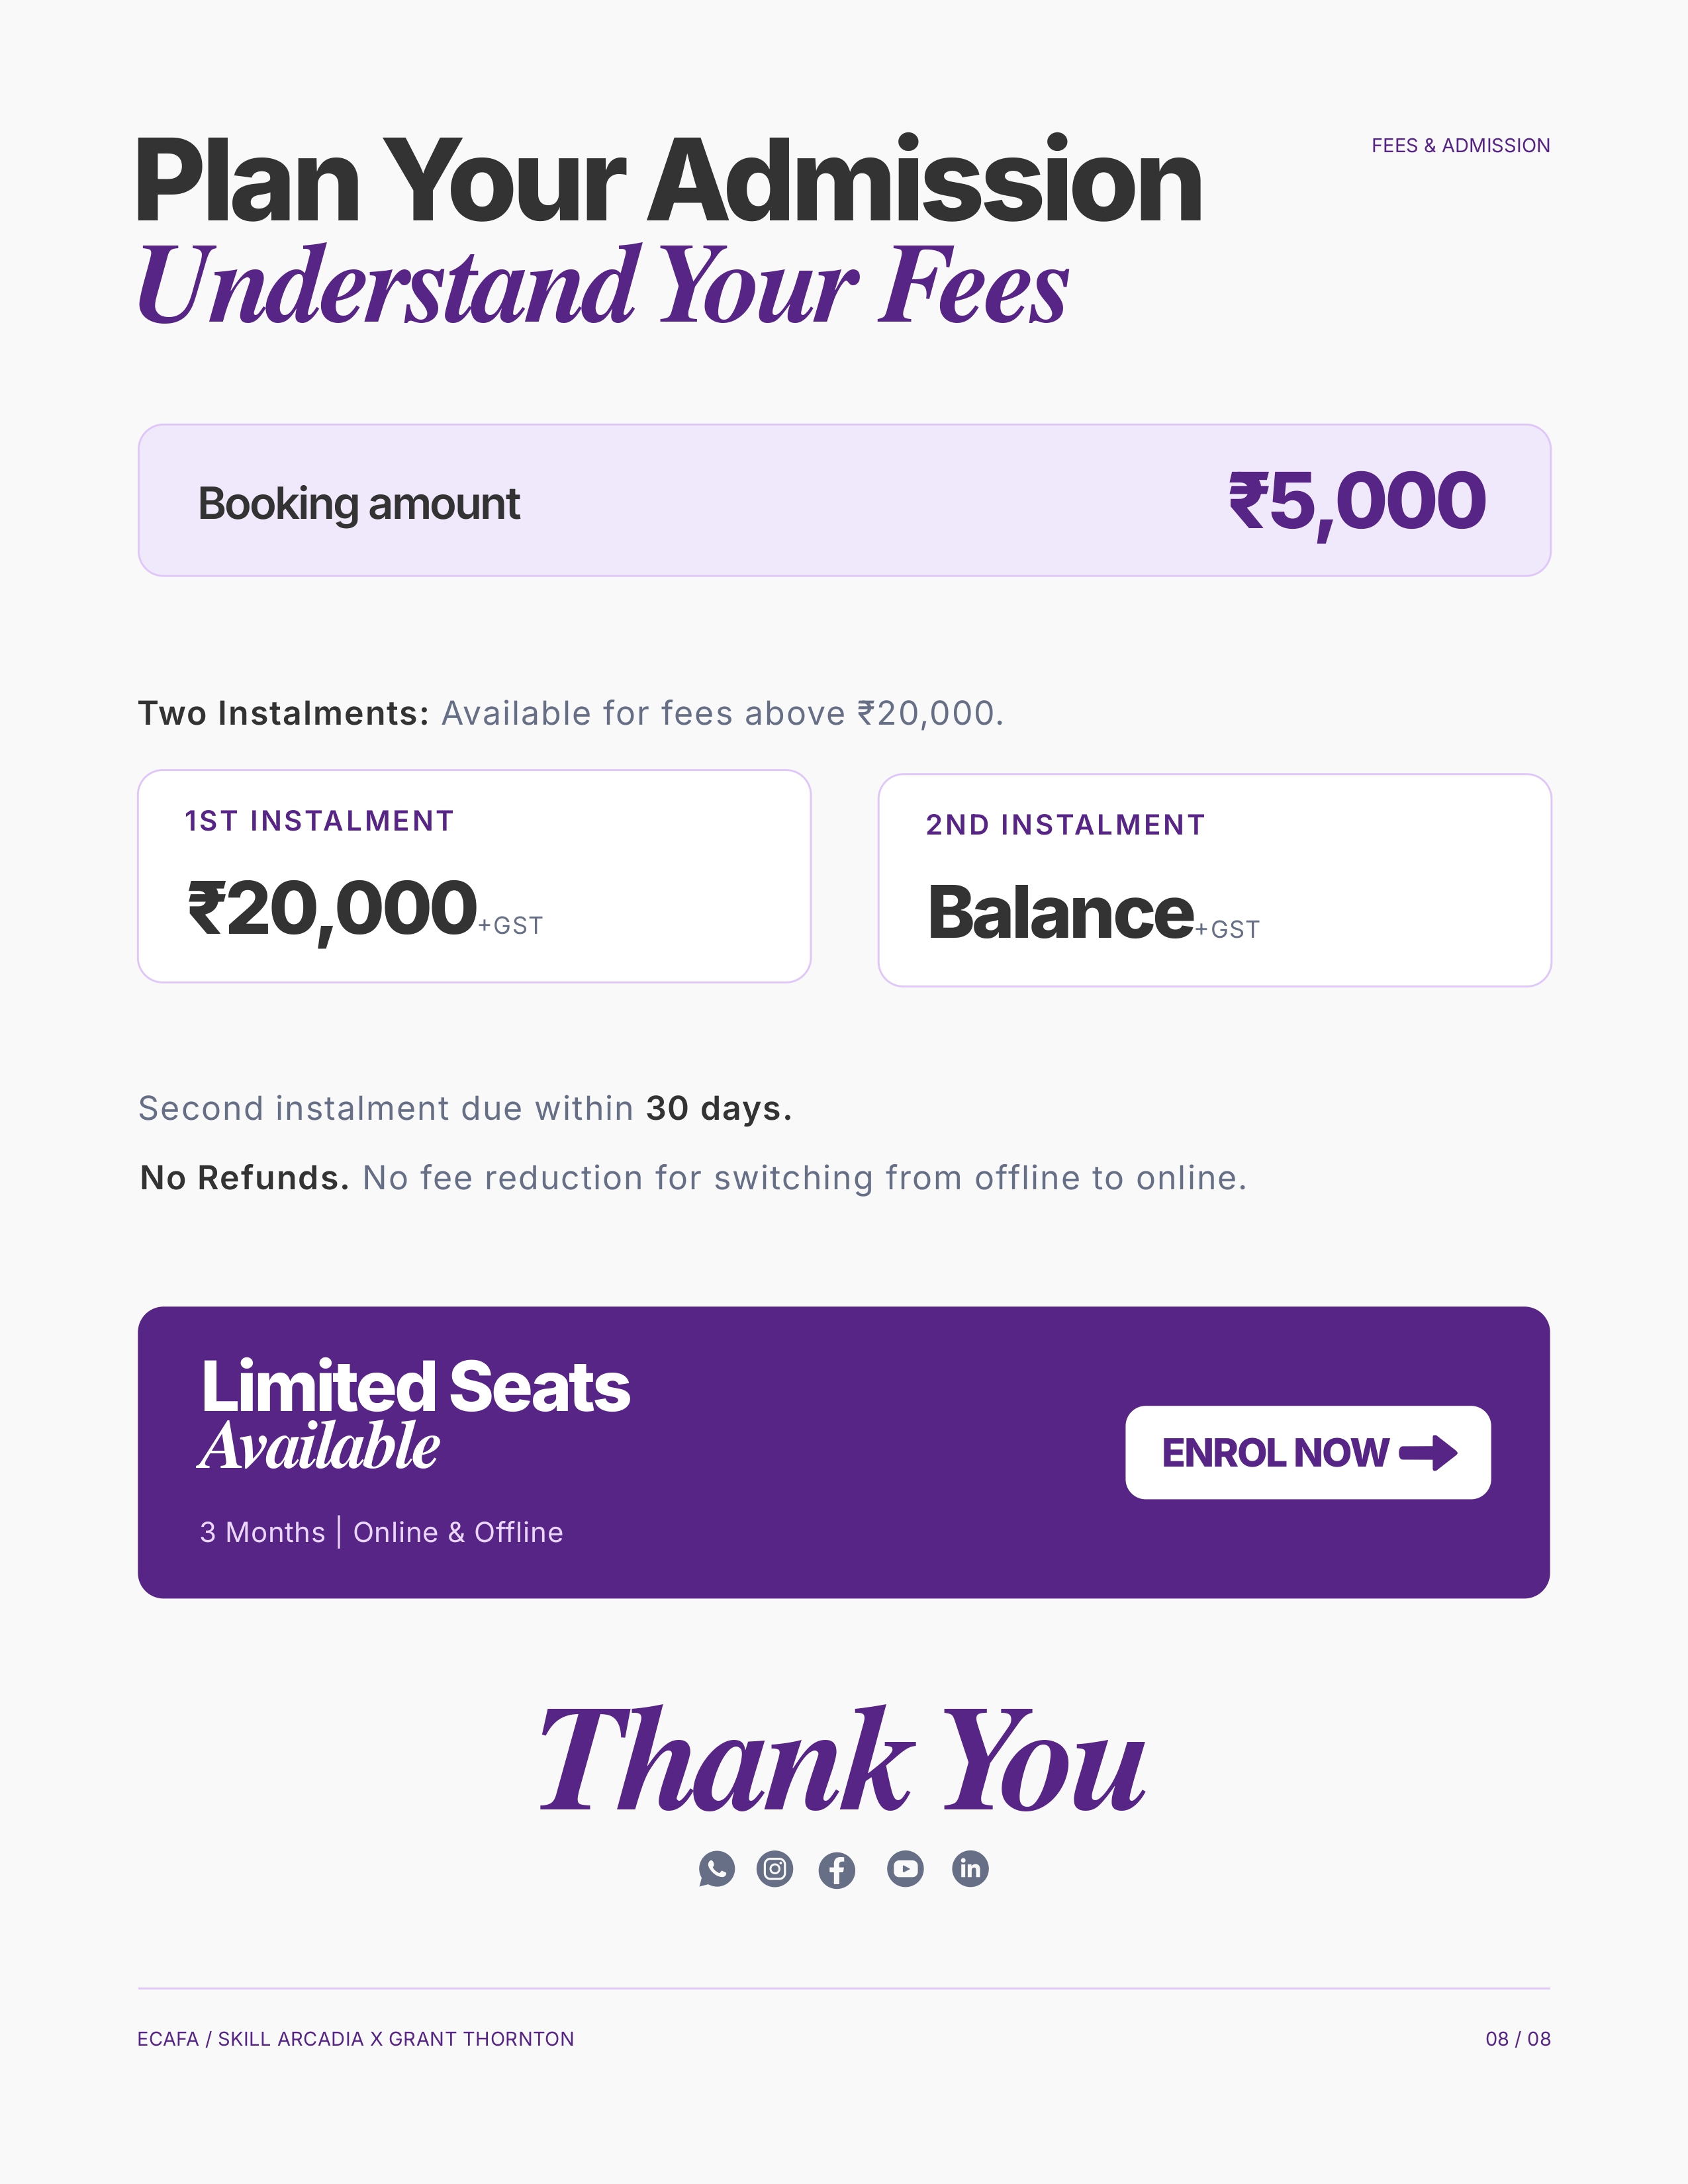 Plan Your Admission
FEES & ADMISSION
Understand Your Fees
Booking amount
₹5,000
Two Instalments: Available for fees above ₹20,000.
1ST INSTALMENT
₹20,000+GST
2ND INSTALMENT
Balance+GST
Second instalment due within 30 days.
No Refunds. No fee reduction for switching from offline to online.
Limited Seats
Available
3 Months | Online & Offline
ENROL NOW
Thank You
in
ECAFA / SKILL ARCADIA X GRANT THORNTON
08 / 08